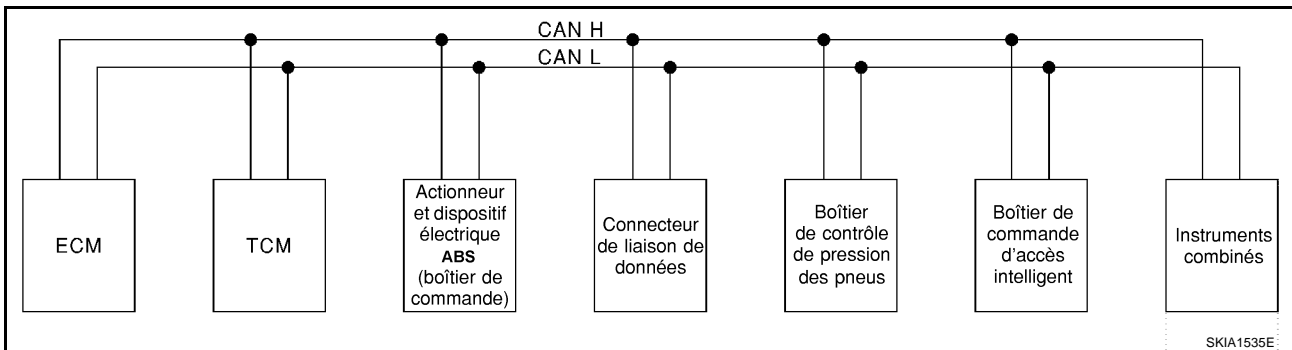 CAN H
CAN L
ECM
TCM
Actionneur
et dispositif
électrique
ABS
(boîtier de
commande)
Connecteur
de liaison de
données
Boîtier
de contrôle
de pression
des pneus
Boîtier de
commande
d'accès
intelligent
Instruments
combinés
SKIA1535E